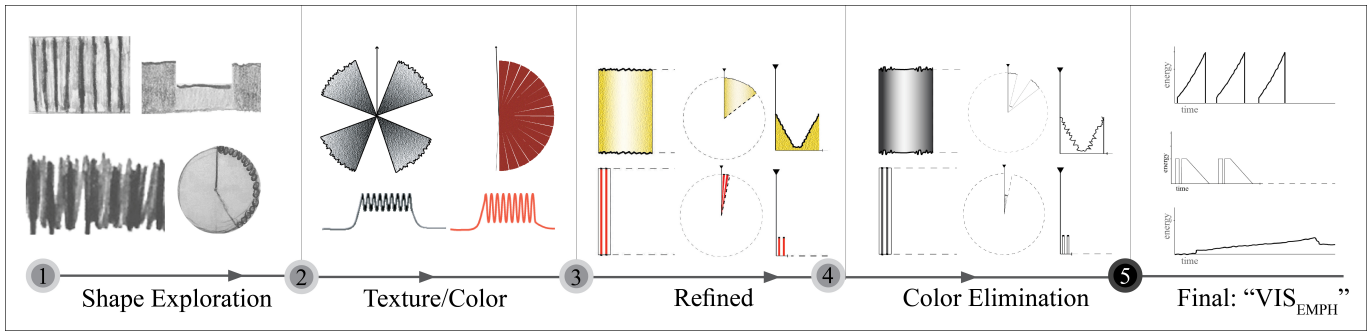 energy
time
energy
time
energy
time
1 2 3 4 5
Shape Exploration Texture/Color Refined Color Elimination Final: “VIS_EMPH”